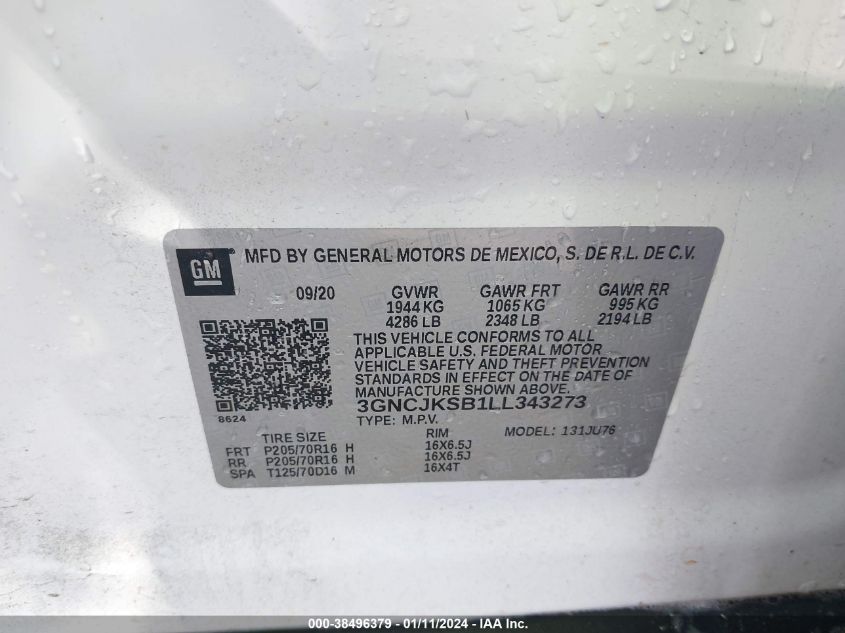 GM
MFD BY GENERAL MOTORS DE MEXICO, S. DE R.L. DE C.V.
09/20 GVWR GAWR FRT GAWR RR
1944 KG 1065 KG 995 KG
4286 LB 2348 LB 2194 LB
THIS VEHICLE CONFORMS TO ALL
APPLICABLE U.S. FEDERAL MOTOR
VEHICLE SAFETY AND THEFT PREVENTION
STANDARDS IN EFFECT ON THE DATE OF
MANUFACTURE SHOWN ABOVE.
3GNCJKSB1LL343273
8624
TYPE: M.P.V.
TIRE SIZE RIM MODEL: 131JU76
FRT P205/70R16 H 16X6.5J
RR P205/70R16 H 16X6.5J
SPA T125/70D16 M 16X4T
000-38496379 - 01/11/2024 - IAA Inc.